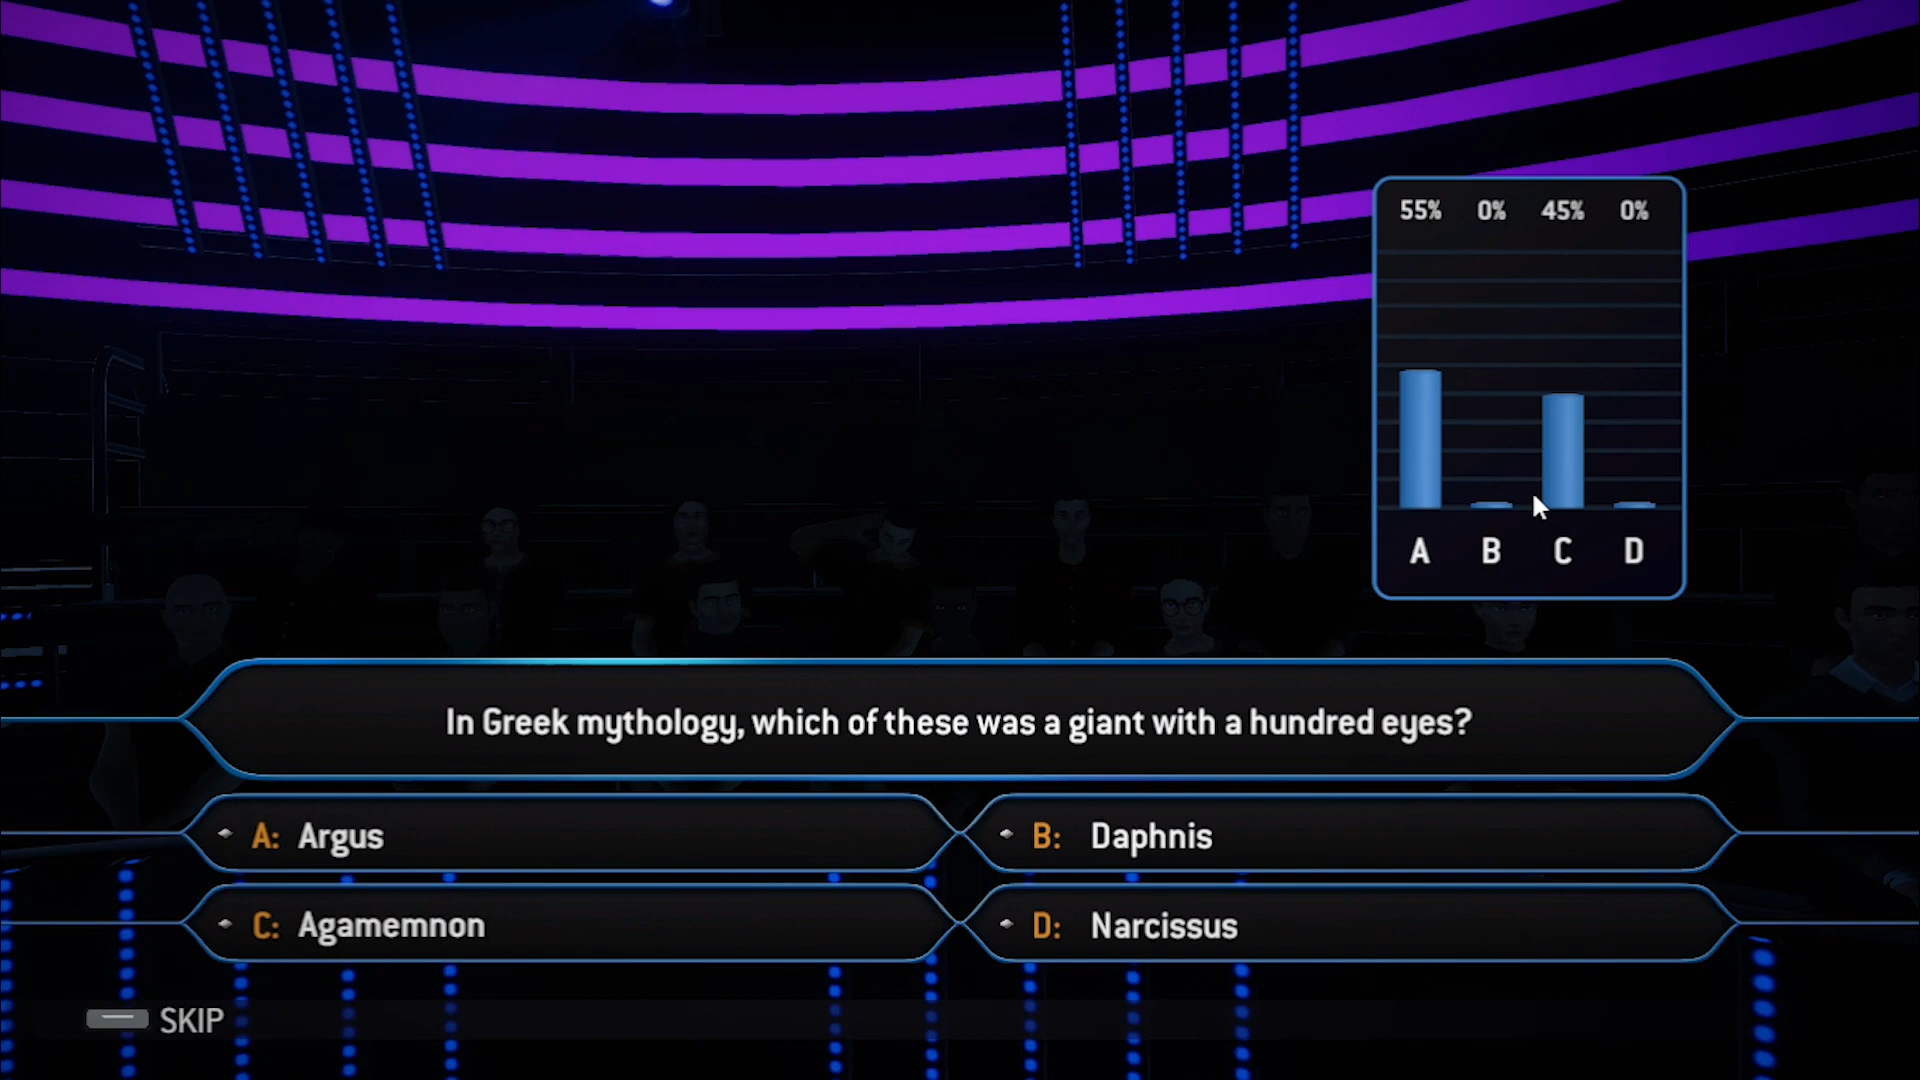 55% 0% 45% 0%
A B C D
In Greek mythology, which of these was a giant with a hundred eyes?
A: Argus
B: Daphnis
C: Agamemnon
D: Narcissus
SKIP